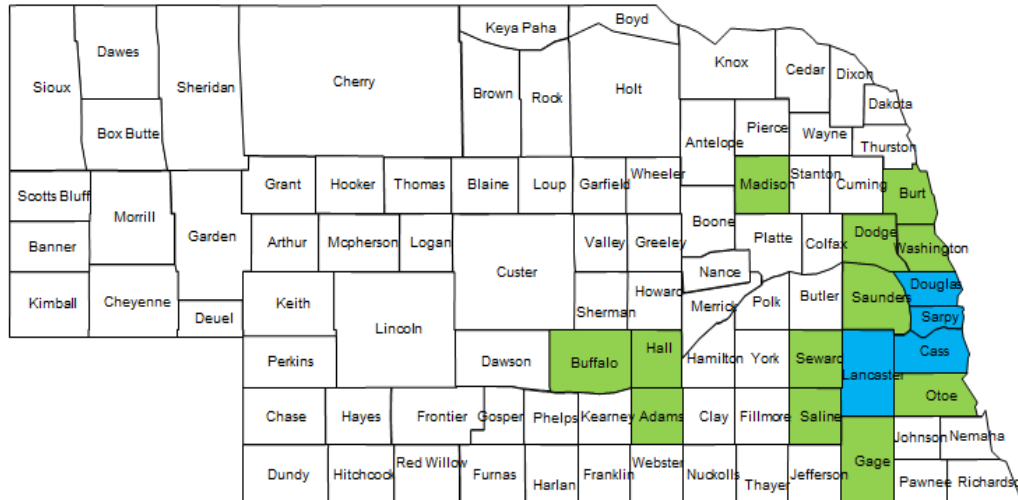 Boyd
Keya Paha
Dawes
Knox
Cedar
Dixon
Sioux
Sheridan
Cherry
Brown
Rock
Holt
Dakota
Box Butte
Pierce
Wayne
Antelope
Thurston
Scotts Bluff
Grant
Hooker
Thomas
Blaine
Loup
Garfield
Wheeler
Madison
Stanton
Cuming
Burt
Morrill
Banner
Garden
Arthur
Mcpherson
Logan
Custer
Valley
Greeley
Boone
Platte
Colfax
Dodge
Washington
Nance
Kimball
Cheyenne
Deuel
Keith
Lincoln
Sherman
Howard
Merrick
Polk
Butler
Saunders
Douglas
Sarpy
Perkins
Dawson
Buffalo
Hall
Hamilton
York
Seward
Lancaster
Cass
Otoe
Chase
Hayes
Frontier
Gosper
Phelps
Kearney
Adams
Clay
Fillmore
Saline
Gage
Johnson
Nemaha
Dundy
Hitchcock
Red Willow
Furnas
Harlan
Franklin
Webster
Nuckolls
Thayer
Jefferson
Pawnee
Richardso